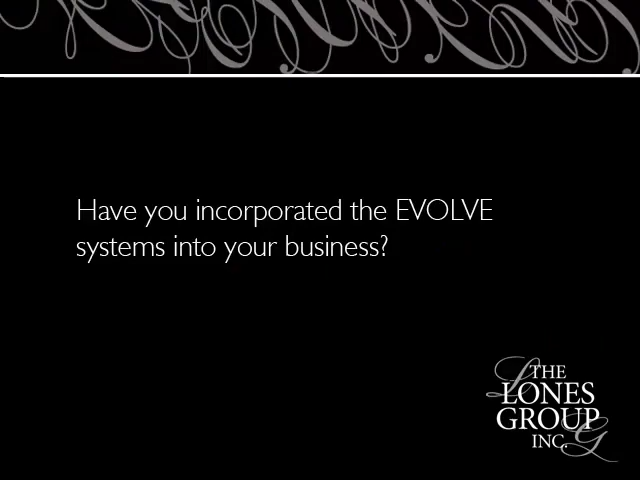 Have you incorporated the EVOLVE
systems into your business?
THE
LONES
GROUP
INC.